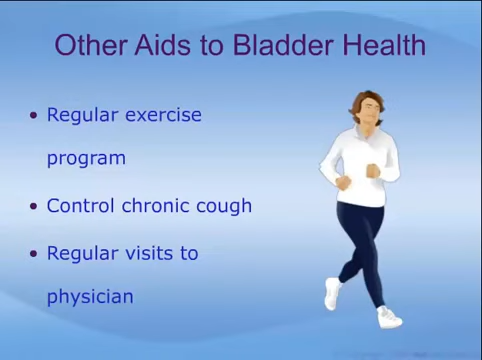 Other Aids to Bladder Health
• Regular exercise
program
• Control chronic cough
• Regular visits to
physician